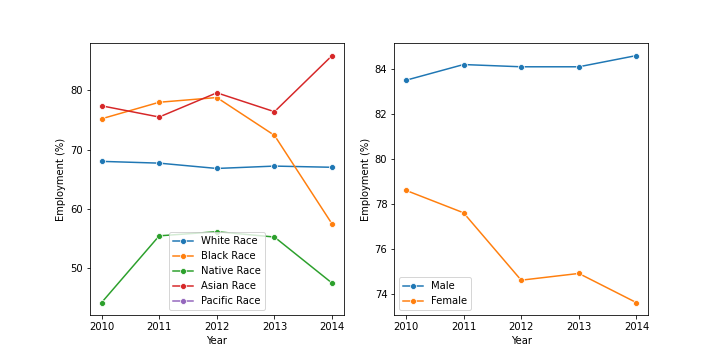 80
70
60
50
Employment (%)
2010
2011
2012
2013
2014
Year
White Race
Black Race
Native Race
Asian Race
Pacific Race
84
82
80
78
76
74
Employment (%)
2010
2011
2012
2013
2014
Year
Male
Female